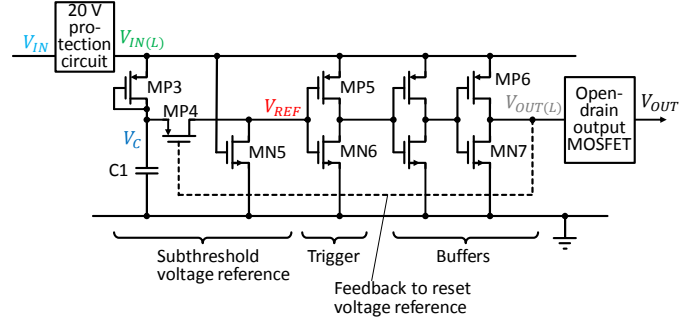 20 V
pro-
tection
circuit
V_IN
V_IN(L)
MP3
MP4
V_C
C1
V_REF
MN5
MP5
MN6
MP6
MN7
V_OUT(L)
Open-
drain
output
MOSFET
V_OUT
Subthreshold
voltage reference
Trigger
Buffers
Feedback to reset
voltage reference